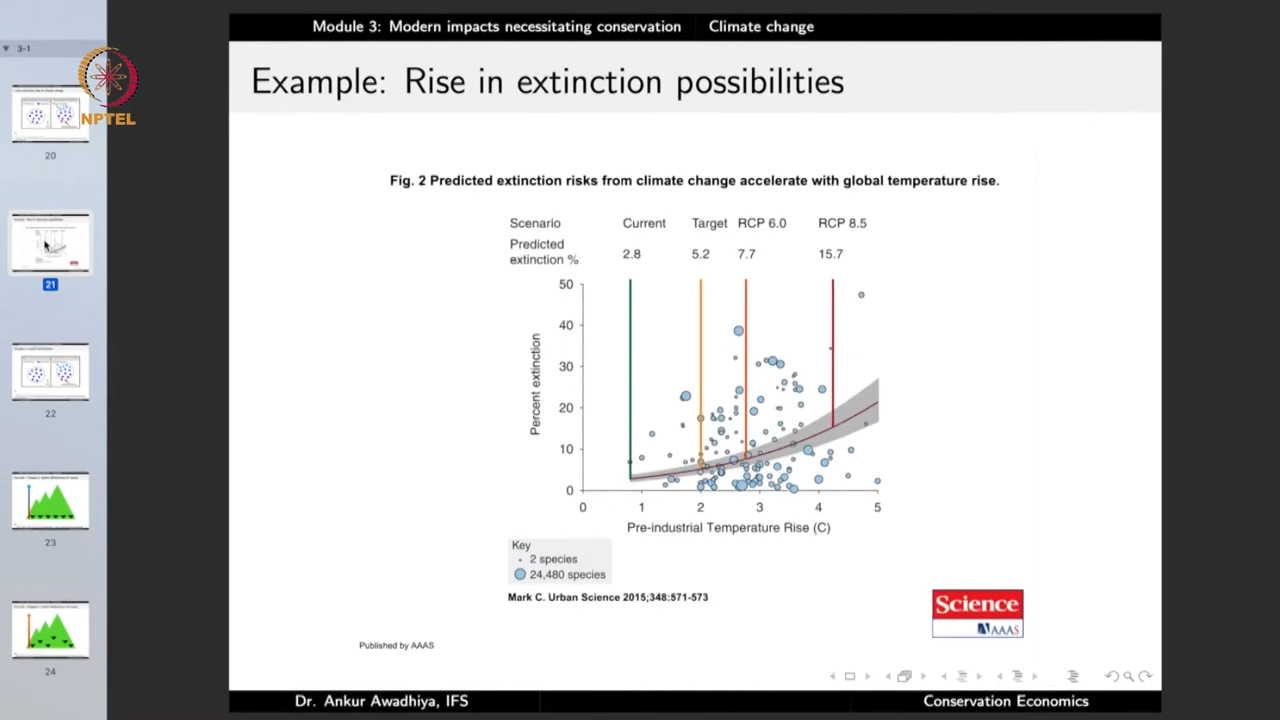 Module 3: Modern impacts necessitating conservation Climate change
3-1
NPTEL
Example: Rise in extinction possibilities
20
21
22
23
24
Fig. 2 Predicted extinction risks from climate change accelerate with global temperature rise.
Scenario Current Target RCP 6.0 RCP 8.5
Predicted
extinction % 2.8 5.2 7.7 15.7
Percent extinction
50
40
30
20
10
0
0 1 2 3 4 5
Pre-industrial Temperature Rise (C)
Key
2 species
24,480 species
Mark C. Urban Science 2015;348:571-573
Science
AAAS
Published by AAAS
Dr. Ankur Awadhiya, IFS Conservation Economics